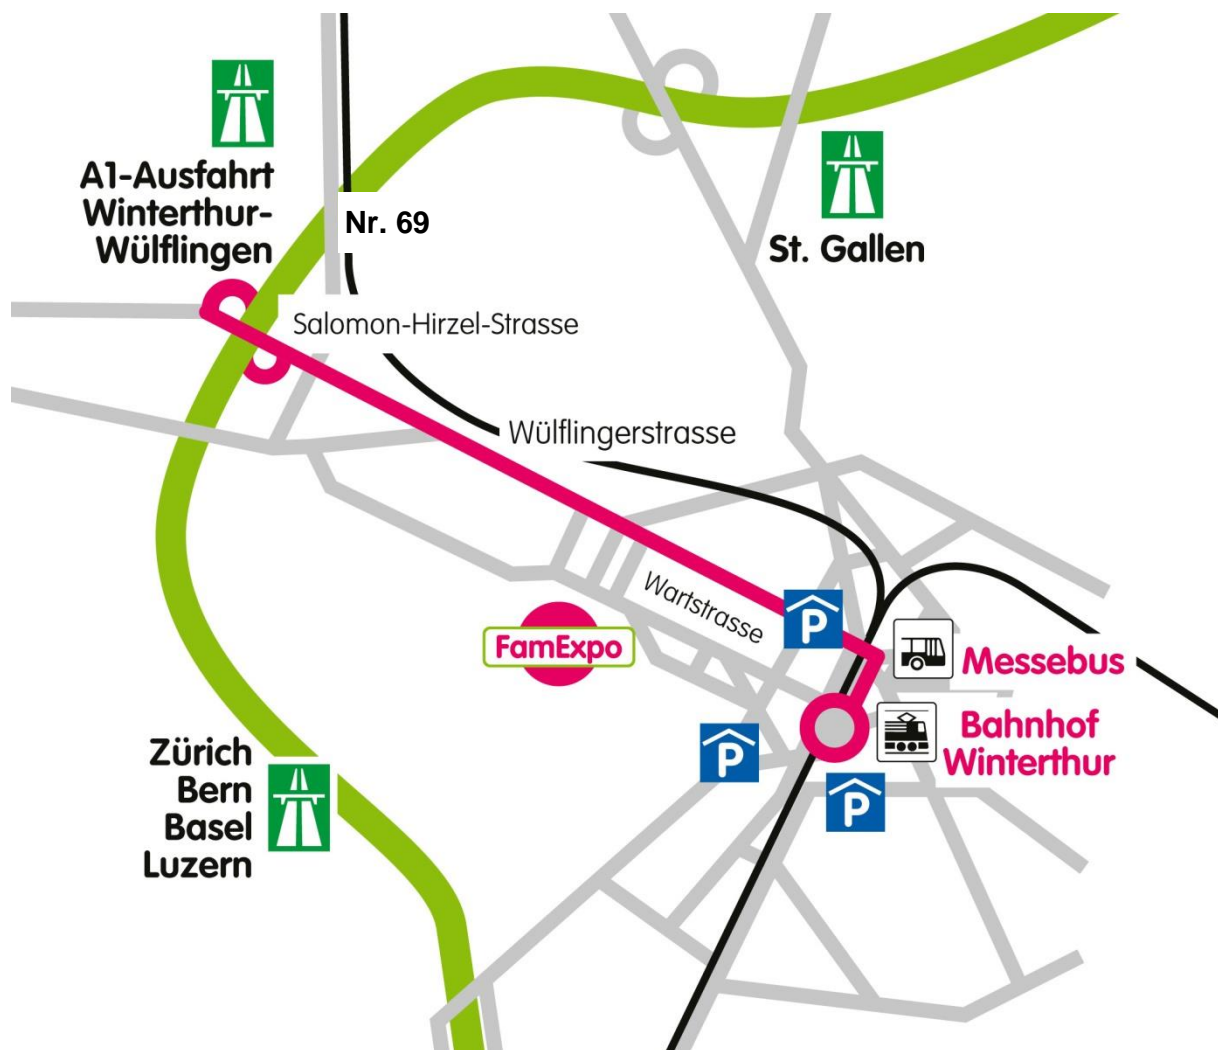 A1-Ausfahrt
Winterthur-
Wülflingen
Nr. 69
St. Gallen
Salomon-Hirzel-Strasse
Wülflingerstrasse
Wartstrasse
P
FamExpo
Messebus
Bahnhof
Winterthur
P
P
Zürich
Bern
Basel
Luzern